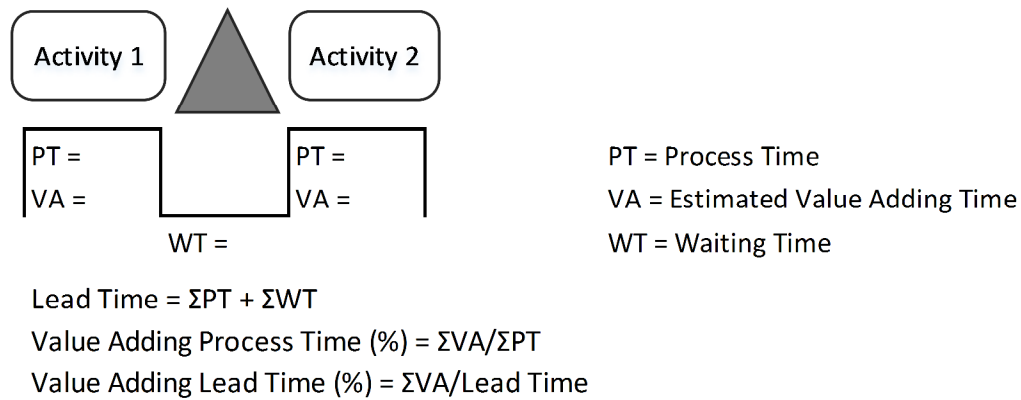 Activity 1
Activity 2
PT =
VA =
PT =
VA =
WT =
PT = Process Time
VA = Estimated Value Adding Time
WT = Waiting Time
Lead Time = ΣPT + ΣWT
Value Adding Process Time (%) = ΣVA/ΣPT
Value Adding Lead Time (%) = ΣVA/Lead Time